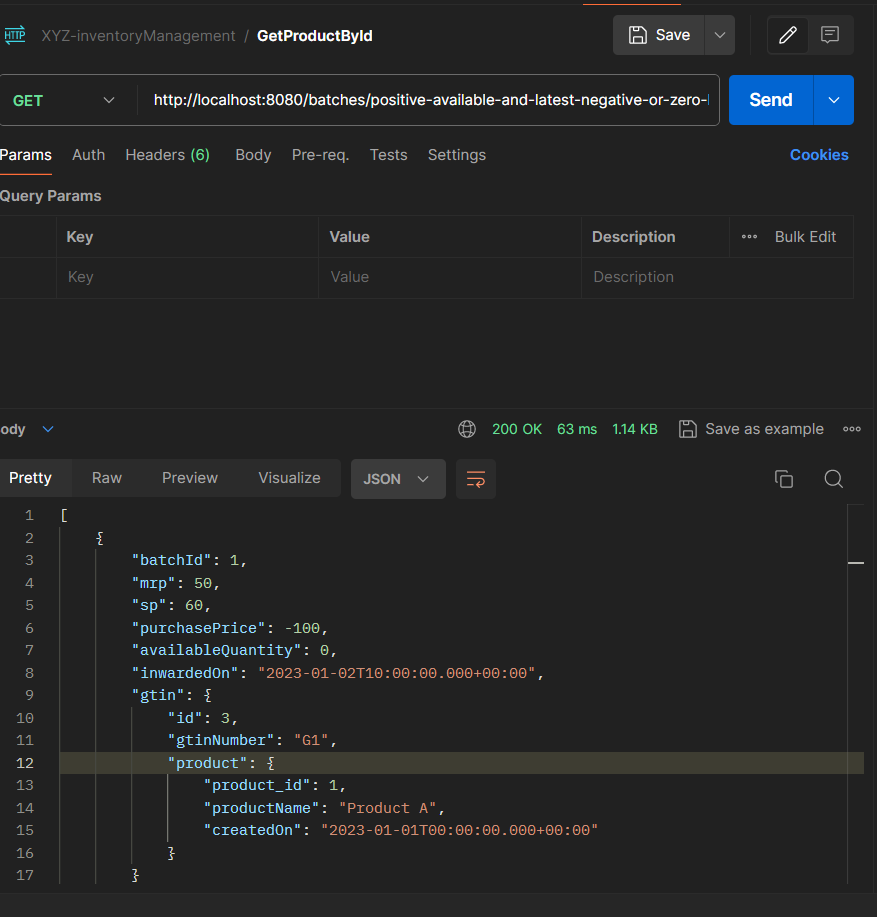 HTTP XYZ-inventoryManagement / GetProductById Save
GET http://localhost:8080/batches/positive-available-and-latest-negative-or-zero- Send
Params Auth Headers (6) Body Pre-req. Tests Settings Cookies
Query Params
Key Value Description ••• Bulk Edit
Key Value Description
ody 200 OK 63 ms 1.14 KB Save as example •••
Pretty Raw Preview Visualize JSON
1 [
2 {
3 "batchId": 1,
4 "mrp": 50,
5 "sp": 60,
6 "purchasePrice": -100,
7 "availableQuantity": 0,
8 "inwardedOn": "2023-01-02T10:00:00.000+00:00",
9 "gtin": {
10 "id": 3,
11 "gtinNumber": "G1",
12 "product": {
13 "product_id": 1,
14 "productName": "Product A",
15 "createdOn": "2023-01-01T00:00:00.000+00:00"
16 }
17 }